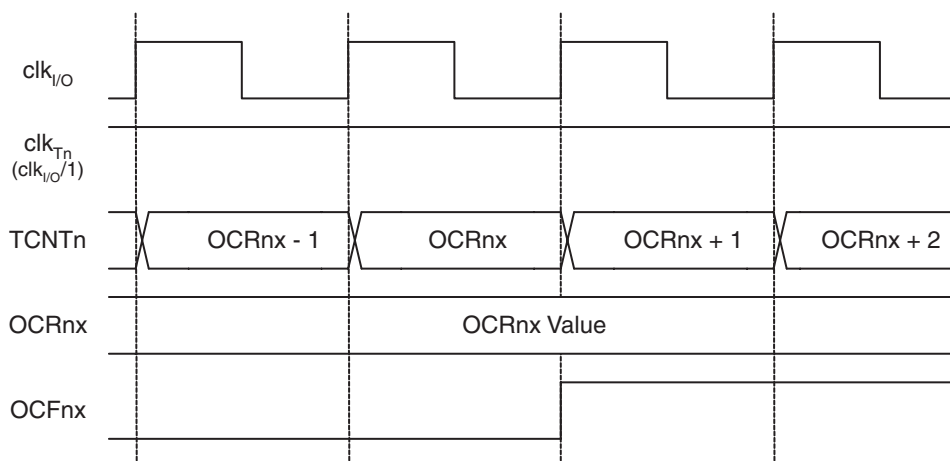 clkI/O
clkTn
(clkI/O/1)
TCNTn OCRnx - 1 OCRnx OCRnx + 1 OCRnx + 2
OCRnx OCRnx Value
OCFnx